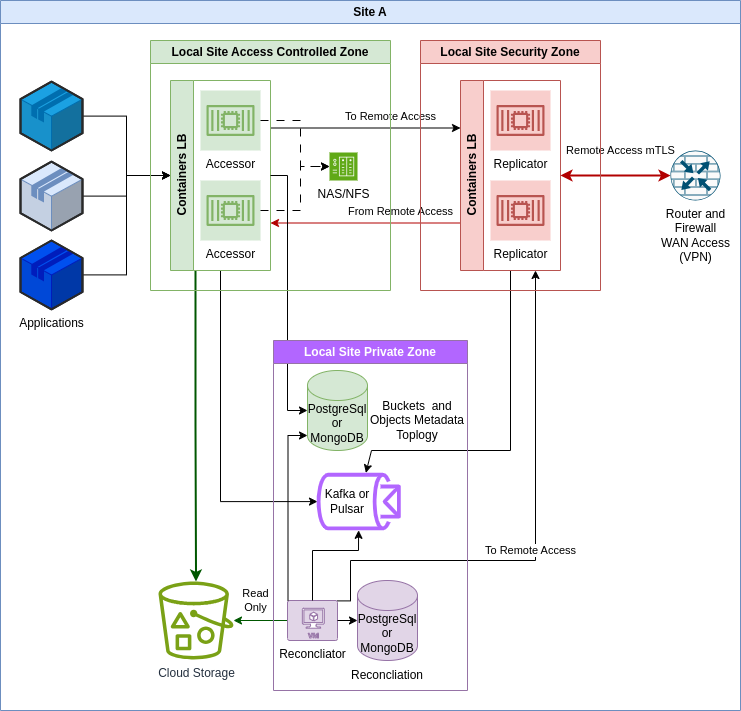 Site A
Local Site Access Controlled Zone
Local Site Security Zone
Containers LB
Accessor
Accessor
To Remote Access
NAS/NFS
From Remote Access
Containers LB
Replicator
Replicator
Remote Access mTLS
Router and
Firewall
WAN Access
(VPN)
Applications
Local Site Private Zone
PostgreSql
or
MongoDB
Buckets and
Objects Metadata
Toplogy
Kafka or
Pulsar
To Remote Access
Read
Only
Cloud Storage
VM
Reconcliator
PostgreSql
or
MongoDB
Reconcliation